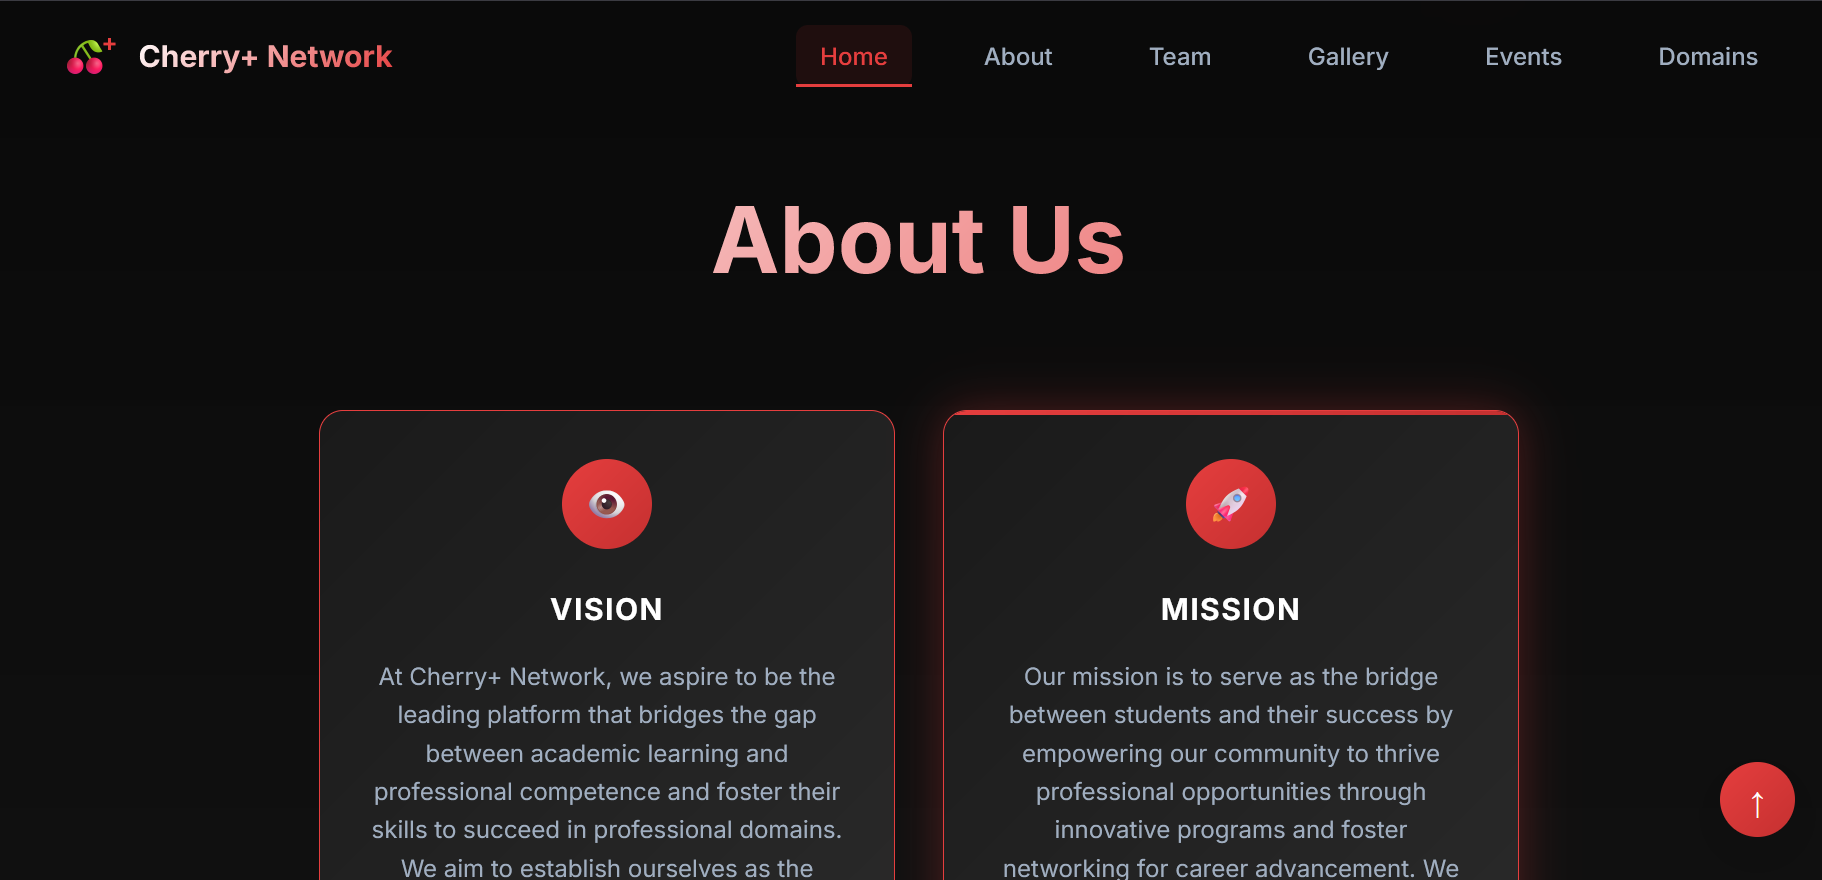 Cherry+ Network
Home
About
Team
Gallery
Events
Domains
About Us
VISION
At Cherry+ Network, we aspire to be the
leading platform that bridges the gap
between academic learning and
professional competence and foster their
skills to succeed in professional domains.
We aim to establish ourselves as the
MISSION
Our mission is to serve as the bridge
between students and their success by
empowering our community to thrive
professional opportunities through
innovative programs and foster
networking for career advancement. We
↑